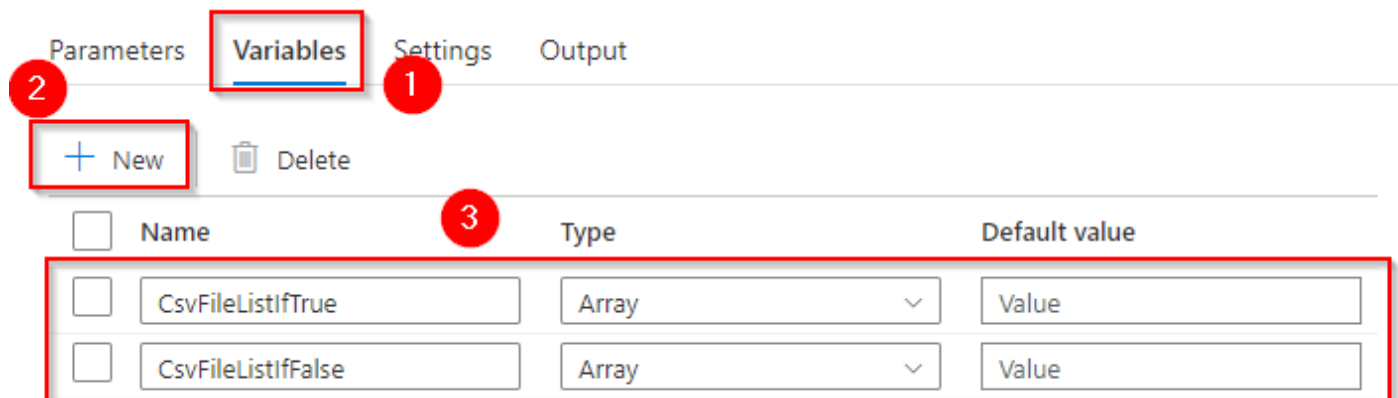 Parameters Variables Settings Output
2 1
+ New Delete
Name 3 Type Default value
CsvFileListIfTrue Array Value
CsvFileListIfFalse Array Value